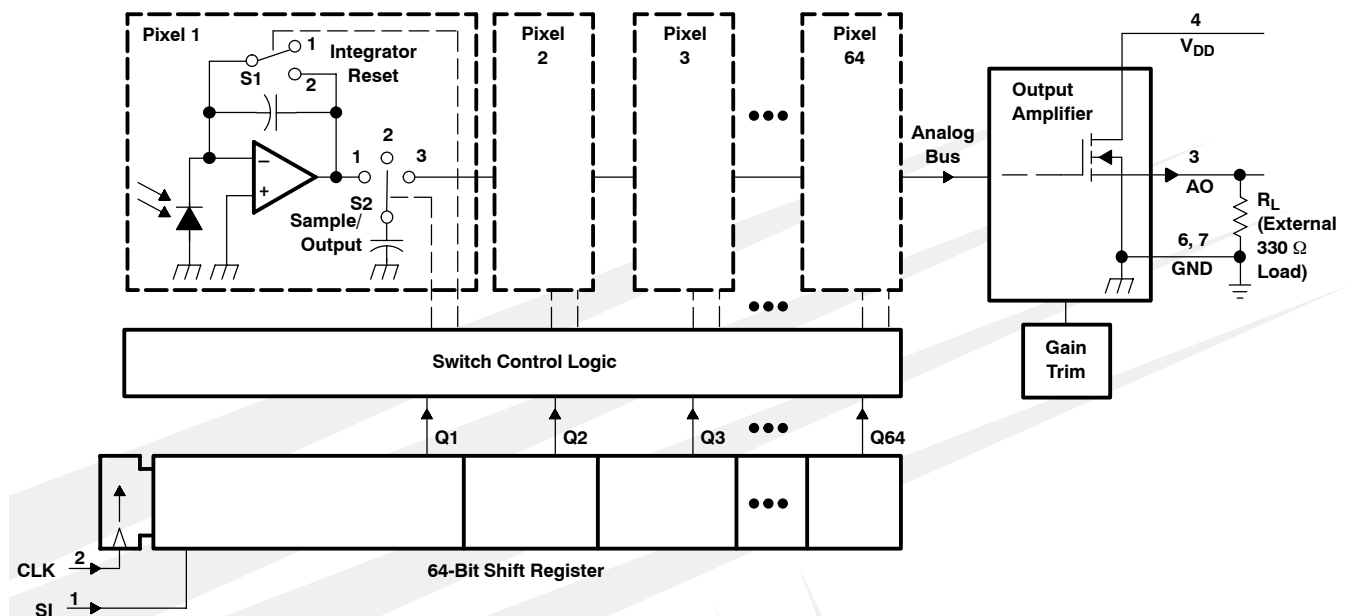 Pixel 1
1
Integrator
Reset
S1
2
Pixel
2
Pixel
3
Pixel
64
4
VDD
Output
Amplifier
Analog
Bus
−
+
1
2
3
S2
Sample/
Output
3
AO
RL
(External
330 Ω
Load)
6, 7
GND
Switch Control Logic
Gain
Trim
Q1
Q2
Q3
Q64
CLK
2
64-Bit Shift Register
SI
1